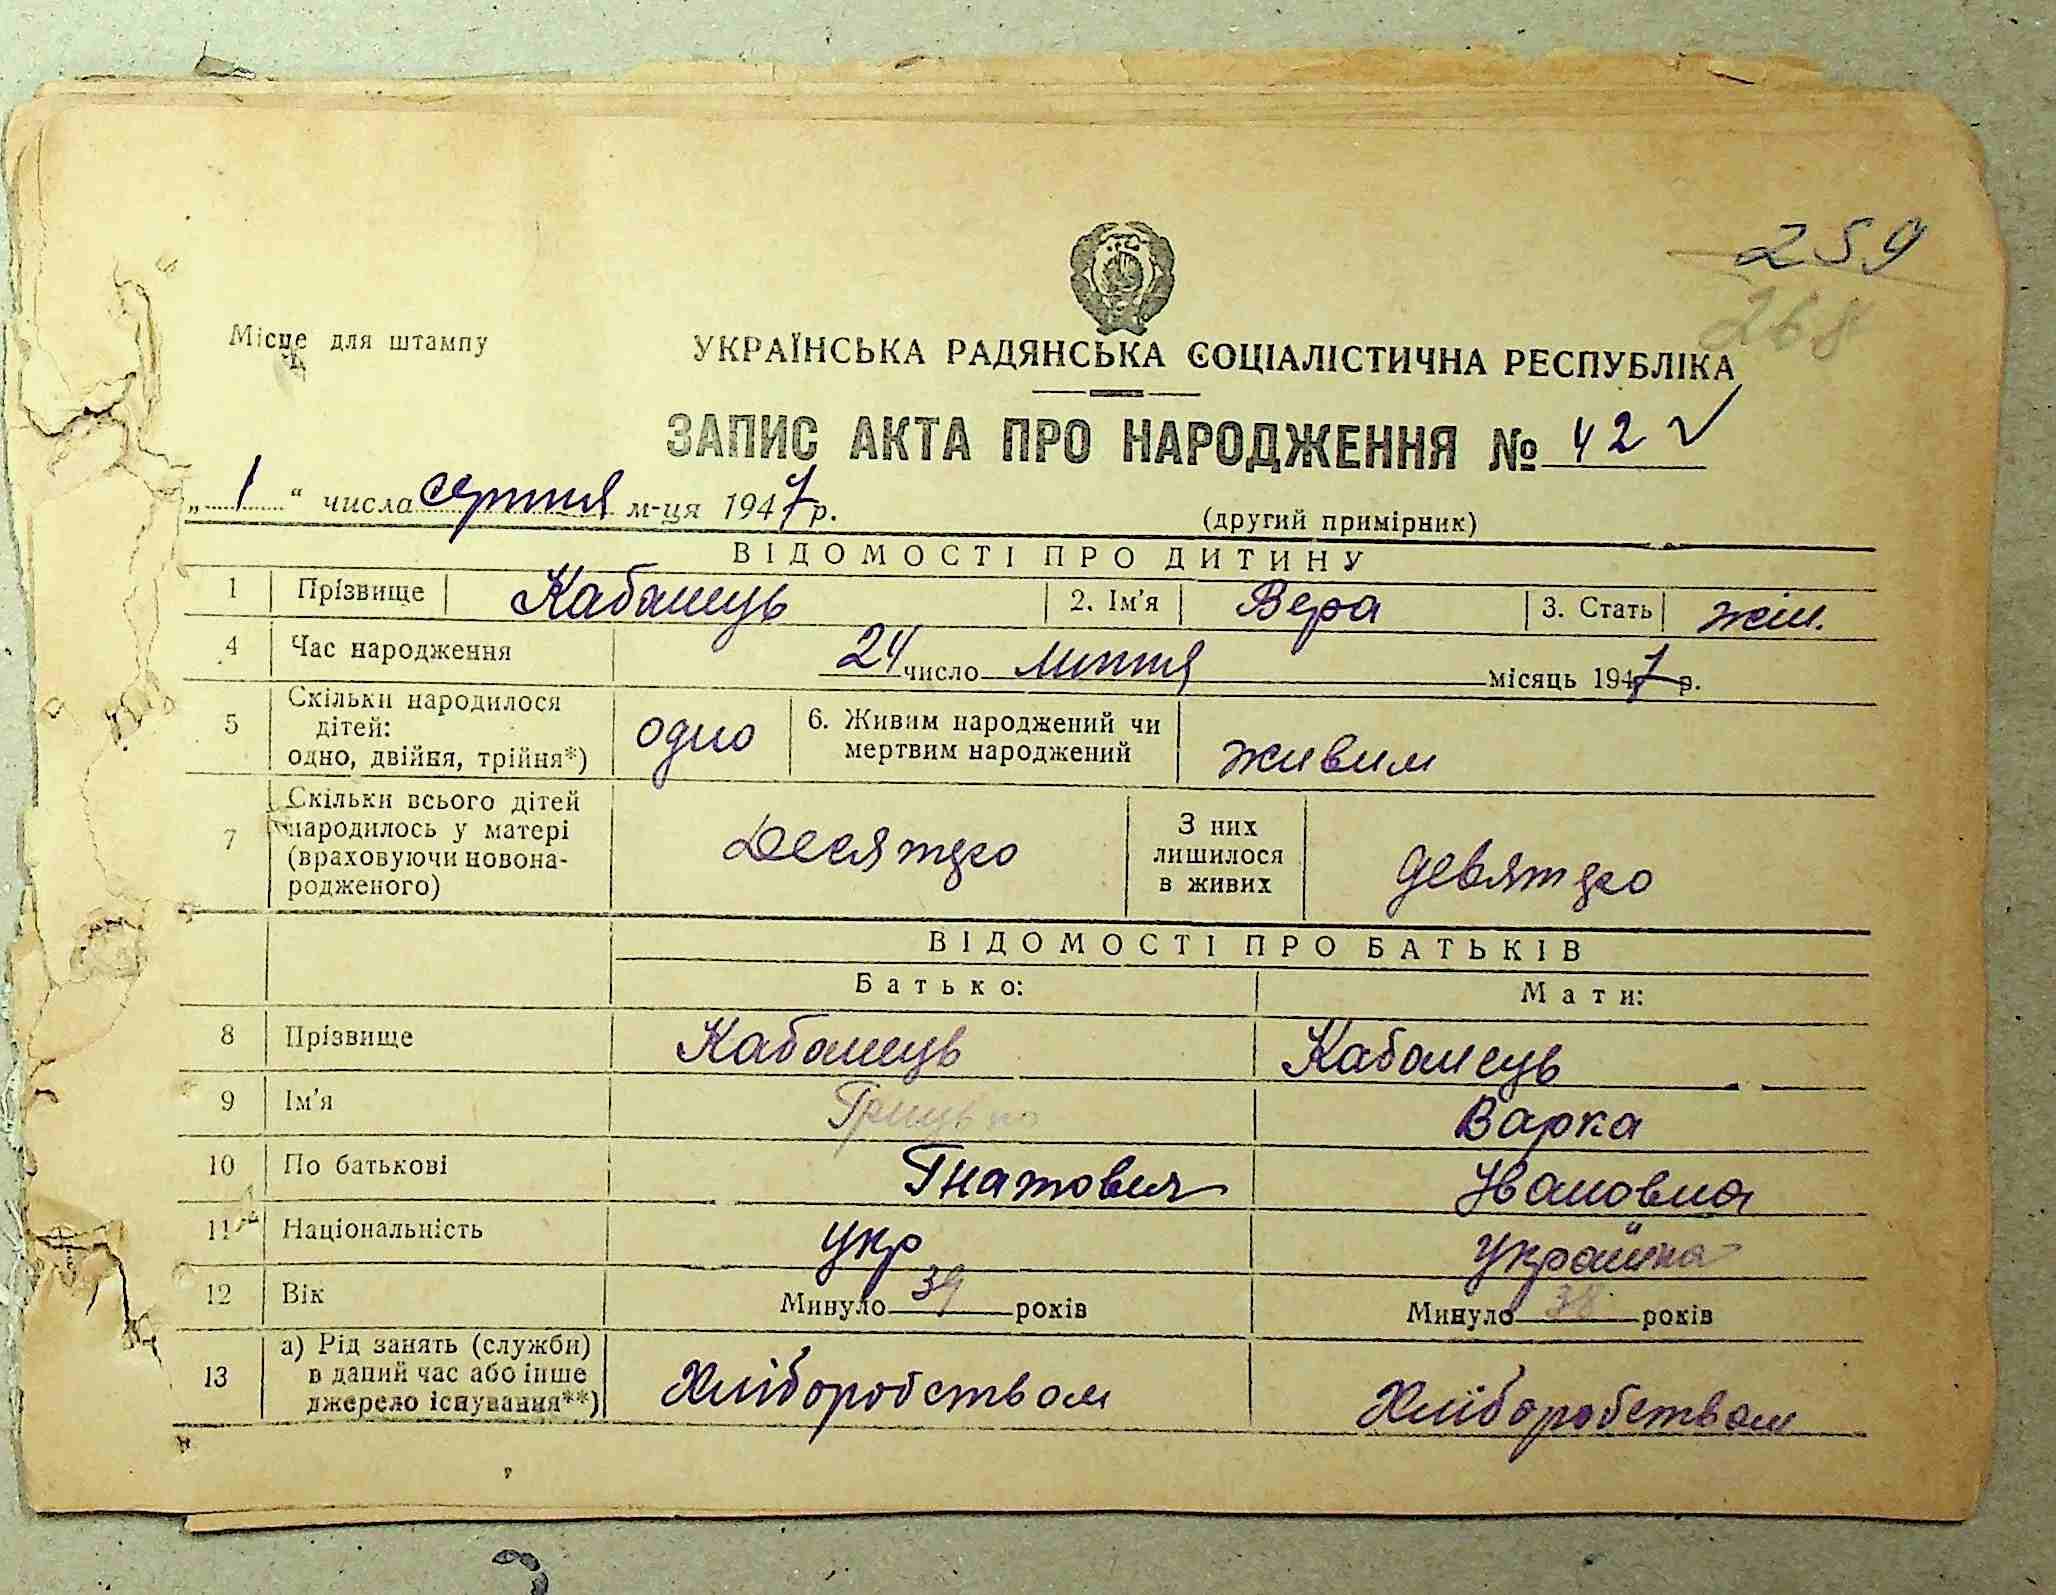 259
268
Місце для штампу
УКРАЇНСЬКА РАДЯНСЬКА СОЦІАЛІСТИЧНА РЕСПУБЛІКА
ЗАПИС АКТА ПРО НАРОДЖЕННЯ № 42
„ 1 “ числа серпня м-ця 1947 р.
(другий примірник)
ВІДОМОСТІ ПРО ДИТИНУ
1 Прізвище Кабанець 2. Ім'я Вера 3. Стать жін.
4 Час народження 24 число липня місяць 1947 р.
5 Скільки народилося дітей: одно, двійня, трійня*) одно 6. Живим народжений чи мертвим народжений живим
7 Скільки всього дітей народилось у матері (враховуючи новонародженого) Десятеро З них лишилося в живих девятеро
ВІДОМОСТІ ПРО БАТЬКІВ
Батько: Мати:
8 Прізвище Кабанець Кабанець
9 Ім'я Грицько Варка
10 По батькові Гнатович Ивановна
11 Національність укр українка
12 Вік Минуло 39 років Минуло 38 років
13 а) Рід занять (служби) в даний час або інше джерело існування**) Хліборобством Хліборобством